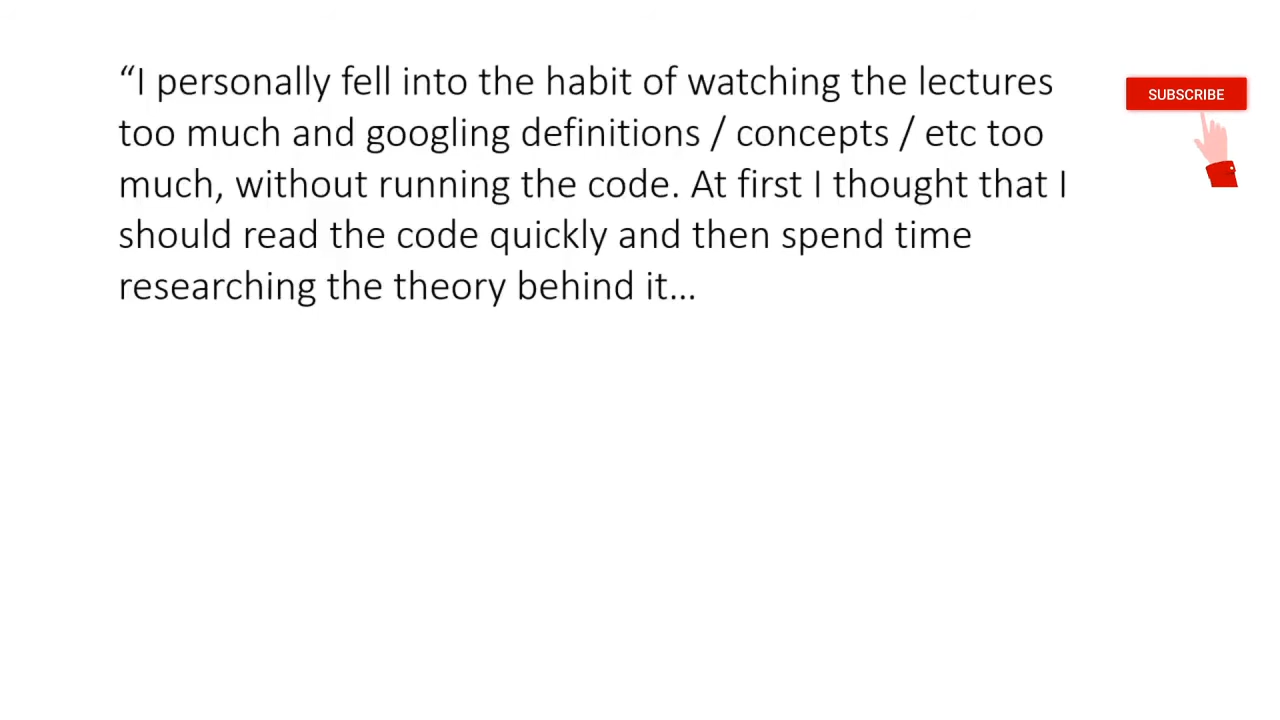 “I personally fell into the habit of watching the lectures
too much and googling definitions / concepts / etc too
much, without running the code. At first I thought that I
should read the code quickly and then spend time
researching the theory behind it…
SUBSCRIBE